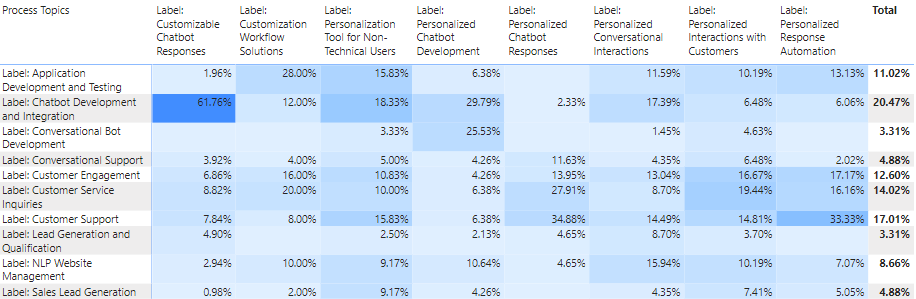 Process Topics Label: Customizable Chatbot Responses Label: Customization Workflow Solutions Label: Personalization Tool for Non-Technical Users Label: Personalized Chatbot Development Label: Personalized Chatbot Responses Label: Personalized Conversational Interactions Label: Personalized Interactions with Customers Label: Personalized Response Automation Total
Label: Application Development and Testing 1.96% 28.00% 15.83% 6.38% 11.59% 10.19% 13.13% 11.02%
Label: Chatbot Development and Integration 61.76% 12.00% 18.33% 29.79% 2.33% 17.39% 6.48% 6.06% 20.47%
Label: Conversational Bot Development 3.33% 25.53% 1.45% 4.63% 3.31%
Label: Conversational Support 3.92% 4.00% 5.00% 4.26% 11.63% 4.35% 6.48% 2.02% 4.88%
Label: Customer Engagement 6.86% 16.00% 10.83% 4.26% 13.95% 13.04% 16.67% 17.17% 12.60%
Label: Customer Service Inquiries 8.82% 20.00% 10.00% 6.38% 27.91% 8.70% 19.44% 16.16% 14.02%
Label: Customer Support 7.84% 8.00% 15.83% 6.38% 34.88% 14.49% 14.81% 33.33% 17.01%
Label: Lead Generation and Qualification 4.90% 2.50% 2.13% 4.65% 8.70% 3.70% 3.31%
Label: NLP Website Management 2.94% 10.00% 9.17% 10.64% 4.65% 15.94% 10.19% 7.07% 8.66%
Label: Sales Lead Generation 0.98% 2.00% 9.17% 4.26% 4.35% 7.41% 5.05% 4.88%